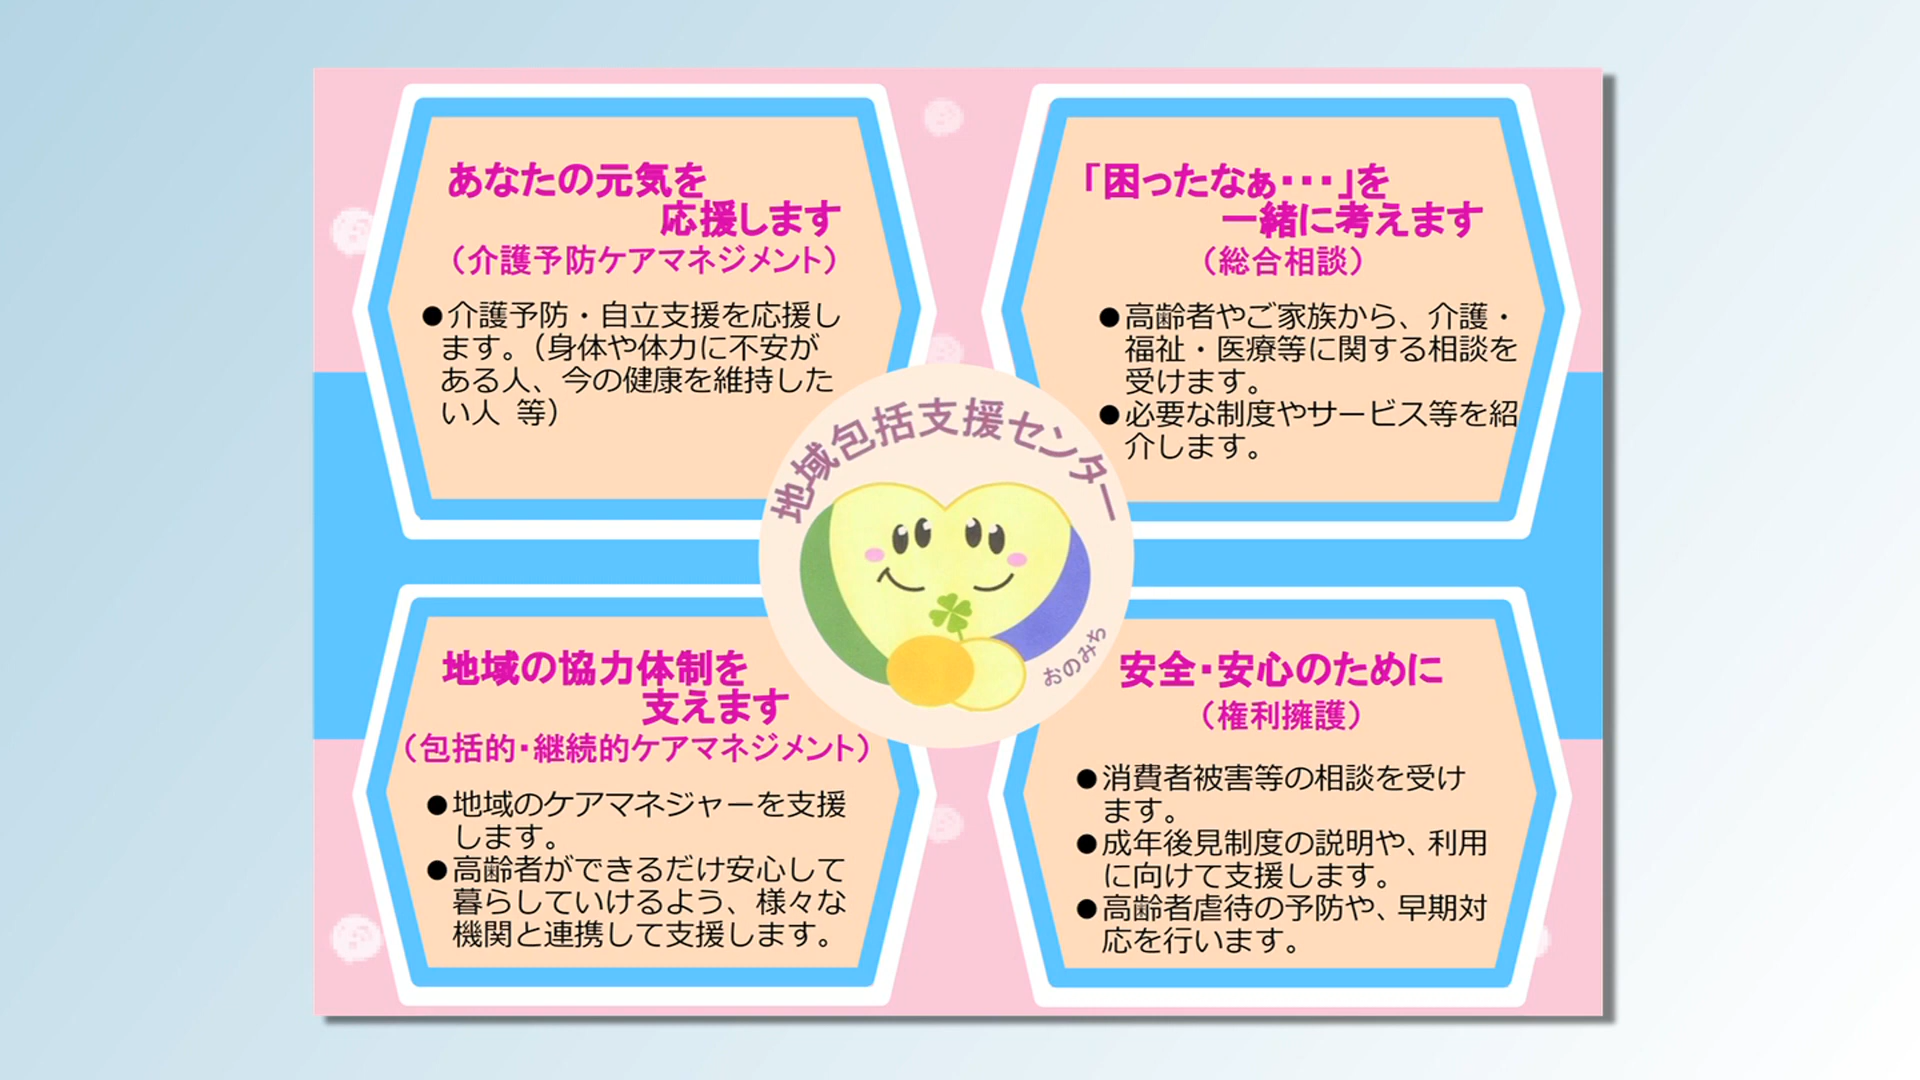 あなたの元気を
応援します
（介護予防ケアマネジメント）
●介護予防・自立支援を応援し
ます。（身体や体力に不安が
ある人、今の健康を維持した
い人 等）
「困ったなぁ・・・」を
一緒に考えます
（総合相談）
●高齢者やご家族から、介護・
福祉・医療等に関する相談を
受けます。
●必要な制度やサービス等を紹
介します。
地域包括支援センター
おのみち
地域の協力体制を
支えます
（包括的・継続的ケアマネジメント）
●地域のケアマネジャーを支援
します。
●高齢者ができるだけ安心して
暮らしていけるよう、様々な
機関と連携して支援します。
安全・安心のために
（権利擁護）
●消費者被害等の相談を受け
ます。
●成年後見制度の説明や、利用
に向けて支援します。
●高齢者虐待の予防や、早期対
応を行います。